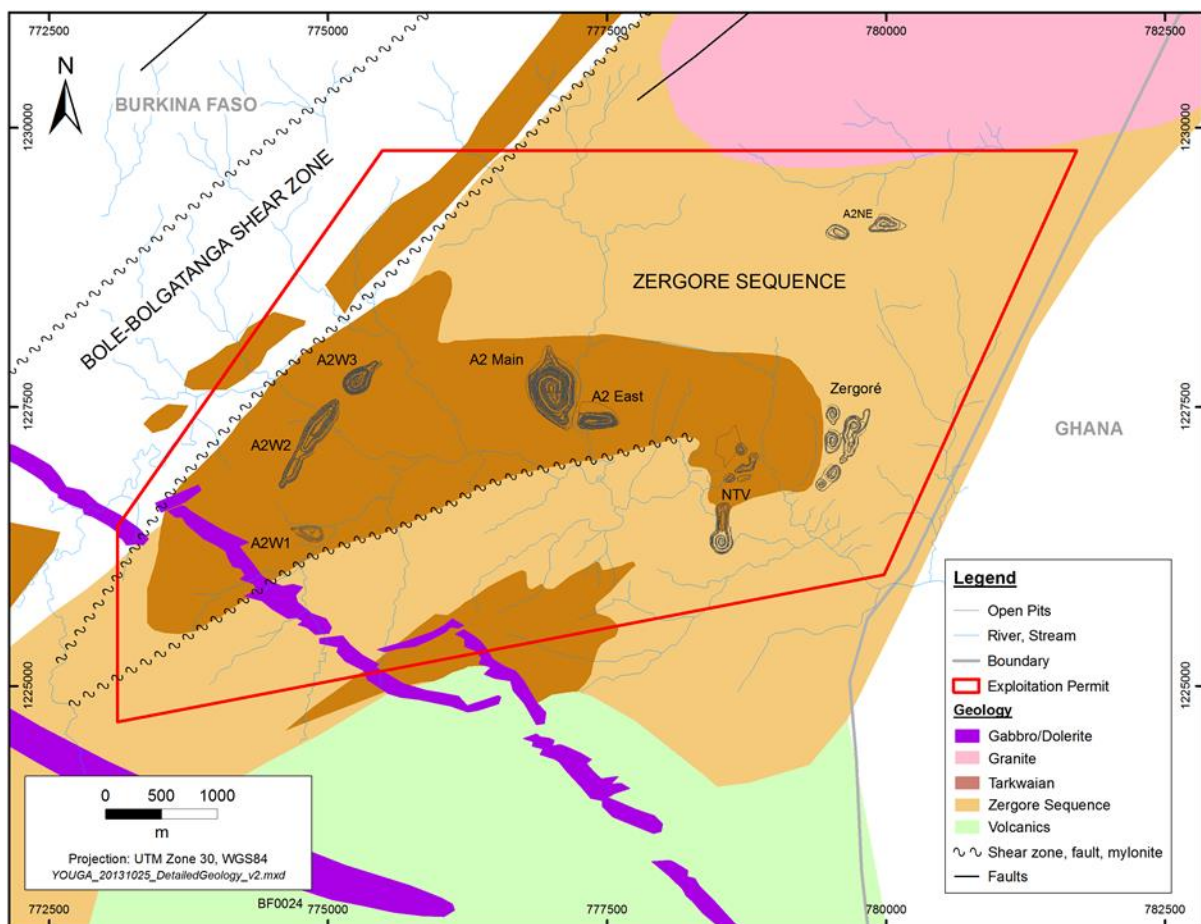 772500
775000
777500
780000
782500
N
BURKINA FASO
1230000
1230000
BOLE-BOLGATANGA SHEAR ZONE
A2NE
ZERGORE SEQUENCE
A2W3
A2 Main
A2 East
Zergoré
1227500
1227500
GHANA
A2W2
NTV
A2W1
1225000
1225000
Legend
Open Pits
River, Stream
Boundary
Exploitation Permit
Geology
Gabbro/Dolerite
Granite
Tarkwaian
Zergore Sequence
Volcanics
Shear zone, fault, mylonite
Faults
0 500 1000
m
Projection: UTM Zone 30, WGS84
YOUGA_20131025_DetailedGeology_v2.mxd
BF0024
772500
775000
777500
780000
782500